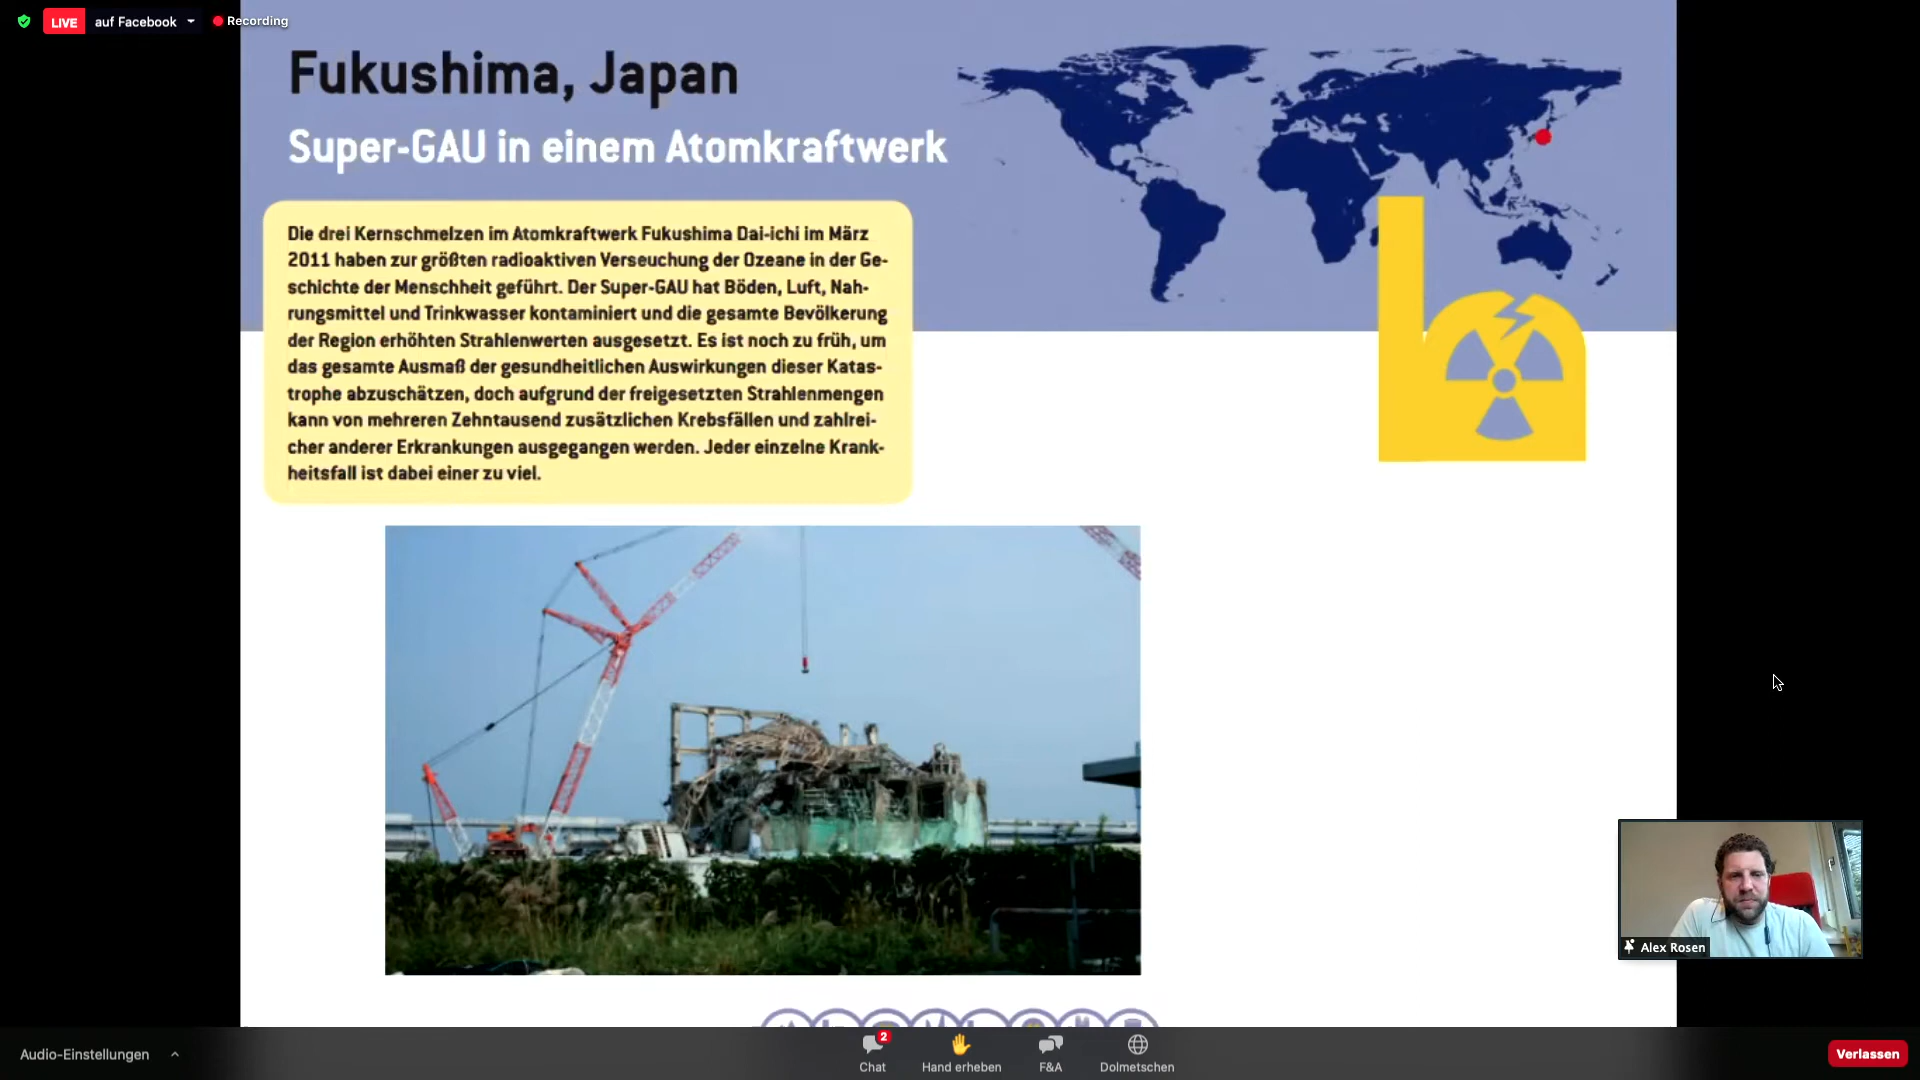 LIVE auf Facebook Recording
Fukushima, Japan
Super-GAU in einem Atomkraftwerk
Die drei Kernschmelzen im Atomkraftwerk Fukushima Dai-ichi im März
2011 haben zur größten radioaktiven Verseuchung der Ozeane in der Ge-
schichte der Menschheit geführt. Der Super-GAU hat Böden, Luft, Nah-
rungsmittel und Trinkwasser kontaminiert und die gesamte Bevölkerung
der Region erhöhten Strahlenwerten ausgesetzt. Es ist noch zu früh, um
das gesamte Ausmaß der gesundheitlichen Auswirkungen dieser Katas-
trophe abzuschätzen, doch aufgrund der freigesetzten Strahlenmengen
kann von mehreren Zehntausend zusätzlichen Krebsfällen und zahlrei-
cher anderer Erkrankungen ausgegangen werden. Jeder einzelne Krank-
heitsfall ist dabei einer zu viel.
Alex Rosen
Audio-Einstellungen
2
Chat
Hand erheben
F&A
Dolmetschen
Verlassen